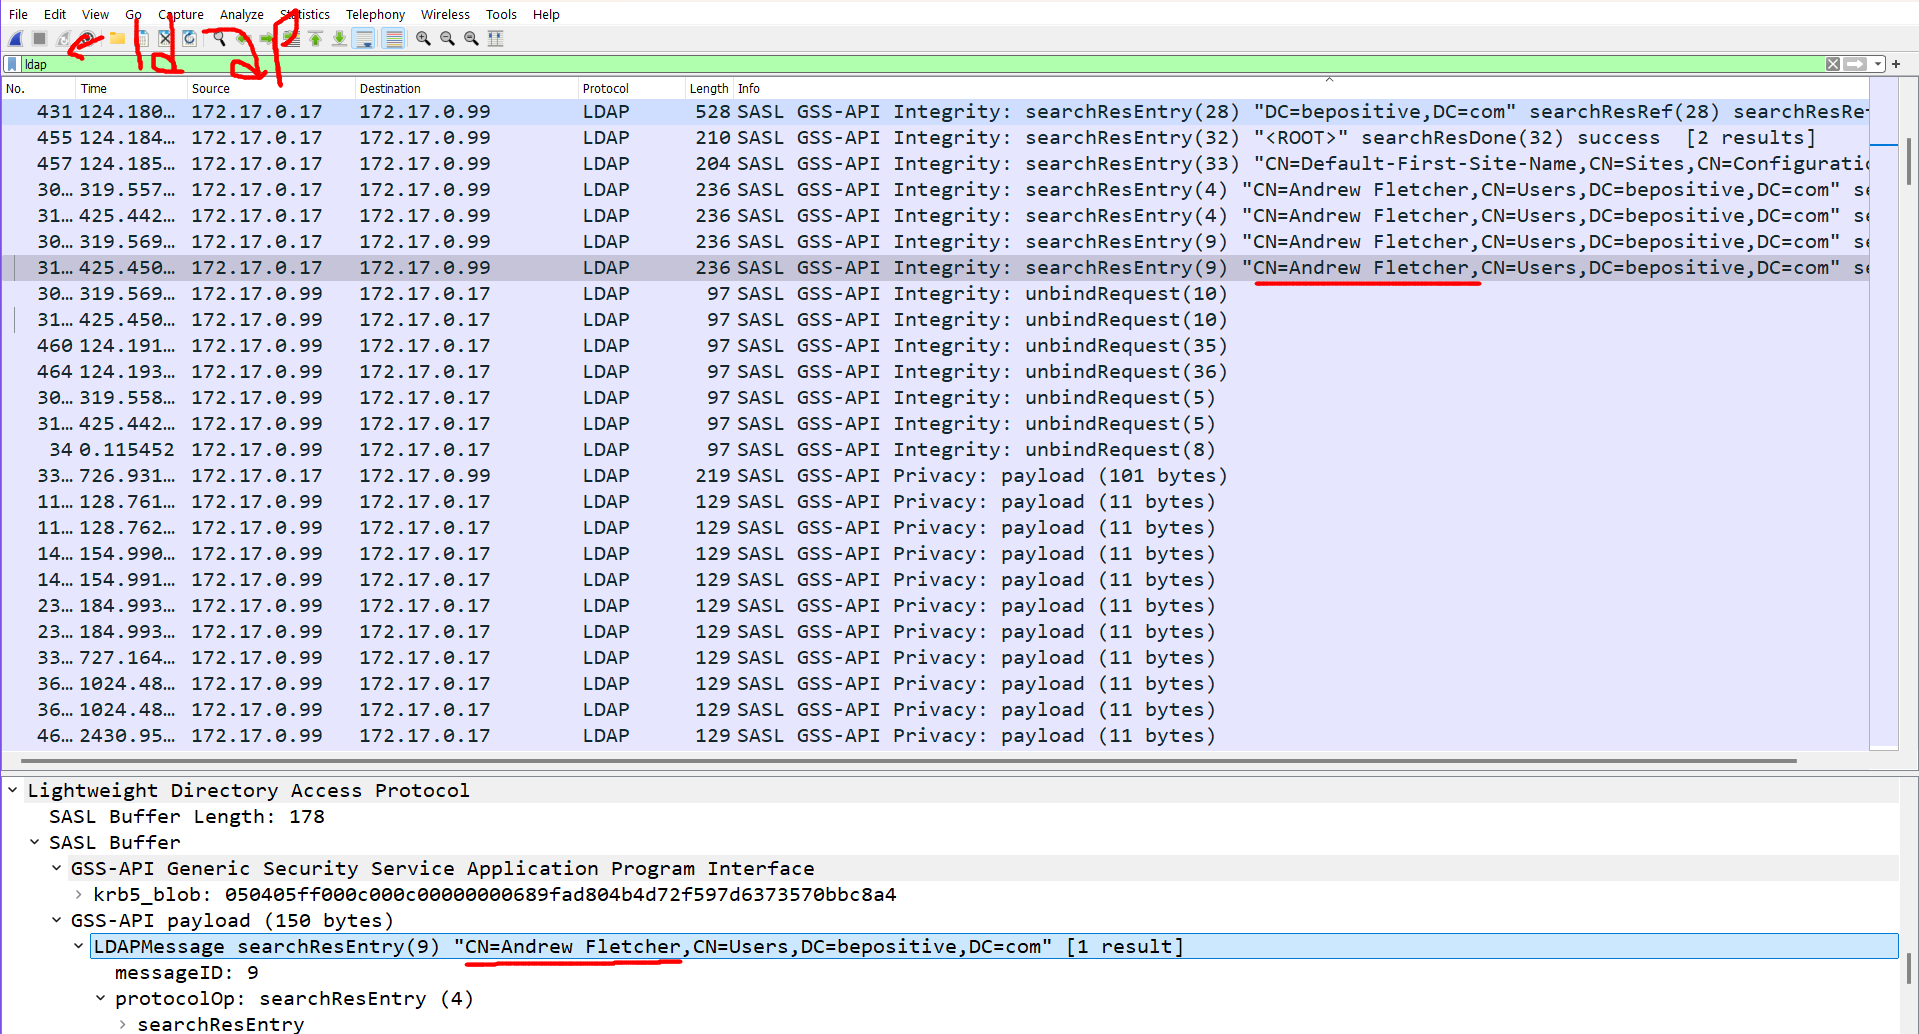 File Edit View Go Capture Analyze Statistics Telephony Wireless Tools Help
ldap
ldap
No. Time Source Destination Protocol Length Info
431 124.180… 172.17.0.17 172.17.0.99 LDAP 528 SASL GSS-API Integrity: searchResEntry(28) "DC=bepositive,DC=com" searchResRef(28) searchResRef
455 124.184… 172.17.0.17 172.17.0.99 LDAP 210 SASL GSS-API Integrity: searchResEntry(32) "<ROOT>" searchResDone(32) success [2 results]
457 124.185… 172.17.0.17 172.17.0.99 LDAP 204 SASL GSS-API Integrity: searchResEntry(33) "CN=Default-First-Site-Name,CN=Sites,CN=Configuratio
30… 319.557… 172.17.0.17 172.17.0.99 LDAP 236 SASL GSS-API Integrity: searchResEntry(4) "CN=Andrew Fletcher,CN=Users,DC=bepositive,DC=com" se
31… 425.442… 172.17.0.17 172.17.0.99 LDAP 236 SASL GSS-API Integrity: searchResEntry(4) "CN=Andrew Fletcher,CN=Users,DC=bepositive,DC=com" se
30… 319.569… 172.17.0.17 172.17.0.99 LDAP 236 SASL GSS-API Integrity: searchResEntry(9) "CN=Andrew Fletcher,CN=Users,DC=bepositive,DC=com" se
31… 425.450… 172.17.0.17 172.17.0.99 LDAP 236 SASL GSS-API Integrity: searchResEntry(9) "CN=Andrew Fletcher,CN=Users,DC=bepositive,DC=com" se
30… 319.569… 172.17.0.99 172.17.0.17 LDAP 97 SASL GSS-API Integrity: unbindRequest(10)
31… 425.450… 172.17.0.99 172.17.0.17 LDAP 97 SASL GSS-API Integrity: unbindRequest(10)
460 124.191… 172.17.0.99 172.17.0.17 LDAP 97 SASL GSS-API Integrity: unbindRequest(35)
464 124.193… 172.17.0.99 172.17.0.17 LDAP 97 SASL GSS-API Integrity: unbindRequest(36)
30… 319.558… 172.17.0.99 172.17.0.17 LDAP 97 SASL GSS-API Integrity: unbindRequest(5)
31… 425.442… 172.17.0.99 172.17.0.17 LDAP 97 SASL GSS-API Integrity: unbindRequest(5)
34 0.115452 172.17.0.99 172.17.0.17 LDAP 97 SASL GSS-API Integrity: unbindRequest(8)
33… 726.931… 172.17.0.17 172.17.0.99 LDAP 219 SASL GSS-API Privacy: payload (101 bytes)
11… 128.761… 172.17.0.99 172.17.0.17 LDAP 129 SASL GSS-API Privacy: payload (11 bytes)
11… 128.762… 172.17.0.99 172.17.0.17 LDAP 129 SASL GSS-API Privacy: payload (11 bytes)
14… 154.990… 172.17.0.99 172.17.0.17 LDAP 129 SASL GSS-API Privacy: payload (11 bytes)
14… 154.991… 172.17.0.99 172.17.0.17 LDAP 129 SASL GSS-API Privacy: payload (11 bytes)
23… 184.993… 172.17.0.99 172.17.0.17 LDAP 129 SASL GSS-API Privacy: payload (11 bytes)
23… 184.993… 172.17.0.99 172.17.0.17 LDAP 129 SASL GSS-API Privacy: payload (11 bytes)
33… 727.164… 172.17.0.99 172.17.0.17 LDAP 129 SASL GSS-API Privacy: payload (11 bytes)
36… 1024.48… 172.17.0.99 172.17.0.17 LDAP 129 SASL GSS-API Privacy: payload (11 bytes)
36… 1024.48… 172.17.0.99 172.17.0.17 LDAP 129 SASL GSS-API Privacy: payload (11 bytes)
46… 2430.95… 172.17.0.99 172.17.0.17 LDAP 129 SASL GSS-API Privacy: payload (11 bytes)
Lightweight Directory Access Protocol
SASL Buffer Length: 178
SASL Buffer
GSS-API Generic Security Service Application Program Interface
krb5_blob: 050405ff000c000c00000000689fad804b4d72f597d6373570bbc8a4
GSS-API payload (150 bytes)
LDAPMessage searchResEntry(9) "CN=Andrew Fletcher,CN=Users,DC=bepositive,DC=com" [1 result]
messageID: 9
protocolOp: searchResEntry (4)
searchResEntry